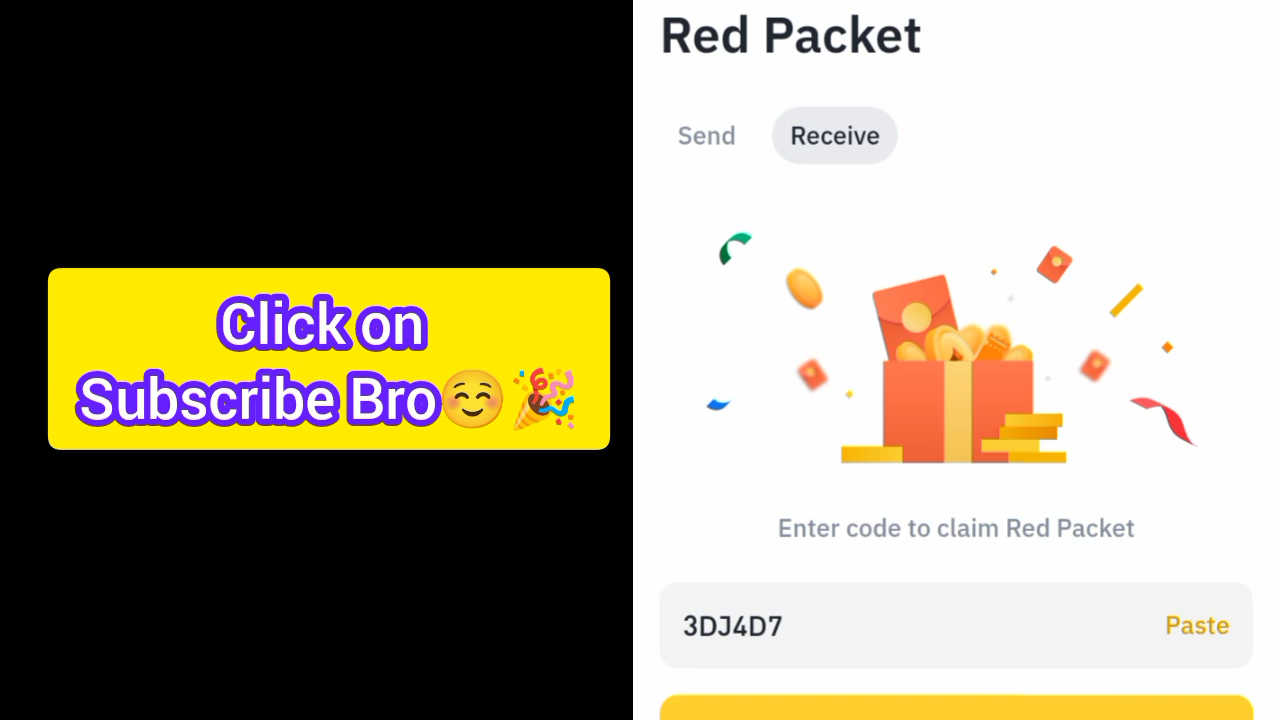 Click on
Subscribe Bro☺️🎉
Red Packet
Send
Receive
Enter code to claim Red Packet
3DJ4D7
Paste